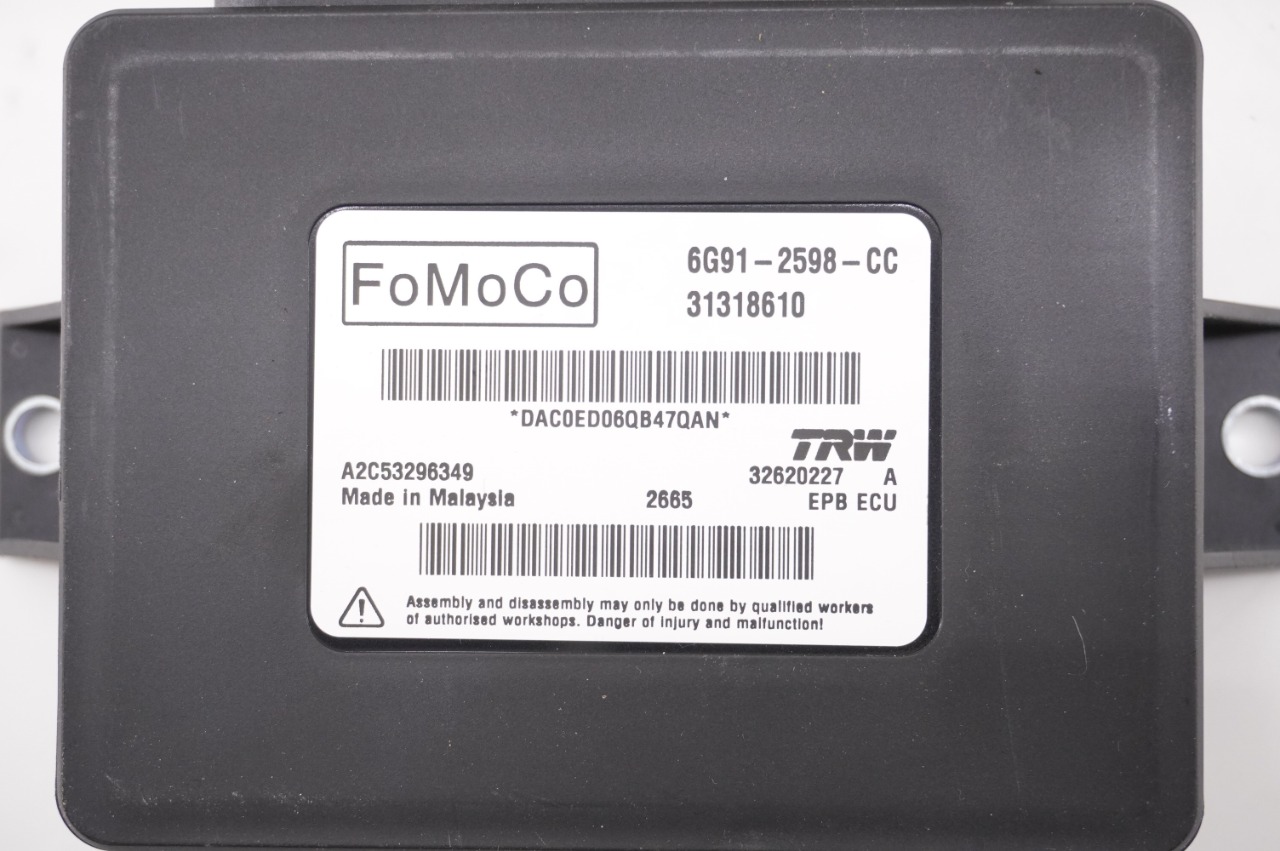 FoMoCo
6G91-2598-CC
31318610
*DAC0ED06QB47QAN*
TRW
A2C53296349
32620227 A
Made in Malaysia
2665
EPB ECU
Assembly and disassembly may only be done by qualified workers
of authorised workshops. Danger of injury and malfunction!